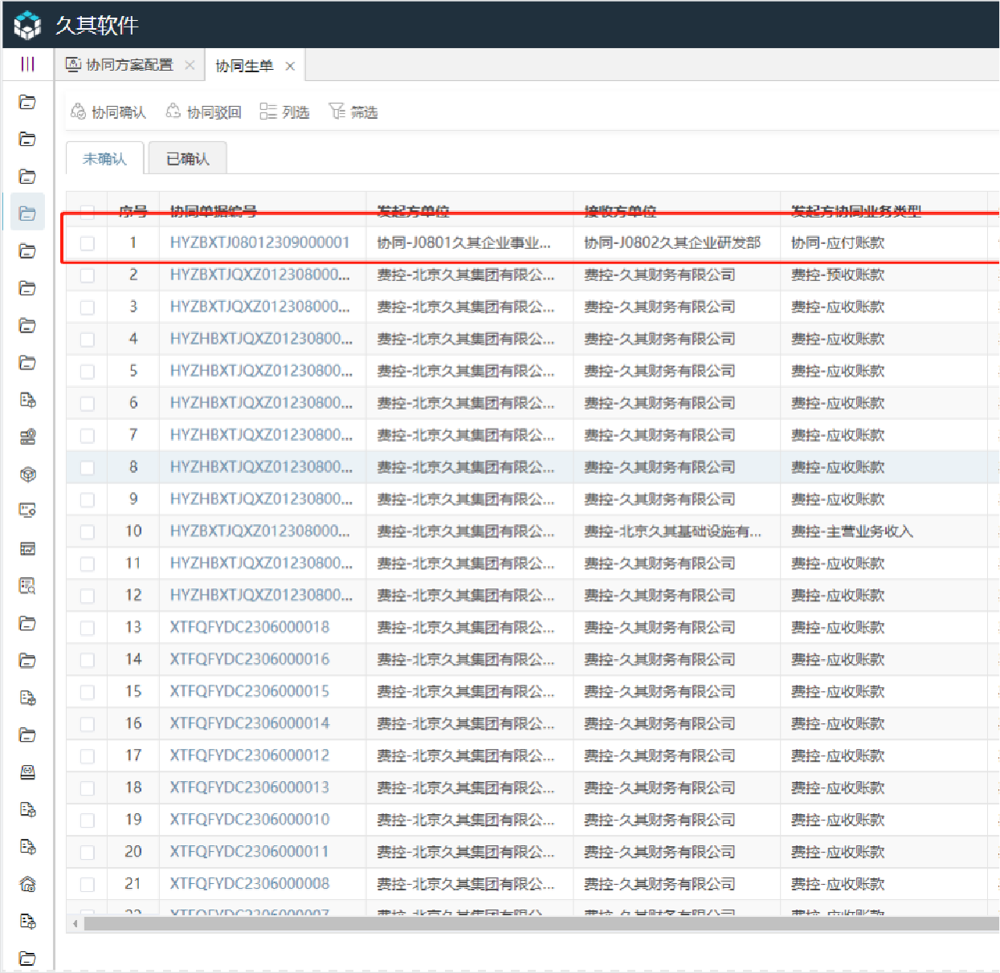 久其软件
协同方案配置 协同生单
协同确认 协同驳回 列选 筛选
未确认 已确认
序号 协同单据编号 发起方单位 接收方单位 发起方协同业务类型
1 HYZBXTJ08012309000001 协同-J0801久其企业事业... 协同-J0802久其企业研发部 协同-应付账款
2 HYZBXTJQXZ012308000... 费控-北京久其集团有限公... 费控-久其财务有限公司 费控-预收账款
3 HYZBXTJQXZ012308000... 费控-北京久其集团有限公... 费控-久其财务有限公司 费控-应收账款
4 HYZHBXTJQXZ01230800... 费控-北京久其集团有限公... 费控-久其财务有限公司 费控-应收账款
5 HYZHBXTJQXZ01230800... 费控-北京久其集团有限公... 费控-久其财务有限公司 费控-应收账款
6 HYZHBXTJQXZ01230800... 费控-北京久其集团有限公... 费控-久其财务有限公司 费控-应收账款
7 HYZHBXTJQXZ01230800... 费控-北京久其集团有限公... 费控-久其财务有限公司 费控-应收账款
8 HYZHBXTJQXZ01230800... 费控-北京久其集团有限公... 费控-久其财务有限公司 费控-应收账款
9 HYZHBXTJQXZ01230800... 费控-北京久其集团有限公... 费控-久其财务有限公司 费控-应收账款
10 HYZBXTJQXZ012308000... 费控-北京久其集团有限公... 费控-北京久其基础设施有... 费控-主营业务收入
11 HYZHBXTJQXZ01230800... 费控-北京久其集团有限公... 费控-久其财务有限公司 费控-应收账款
12 HYZHBXTJQXZ01230800... 费控-北京久其集团有限公... 费控-久其财务有限公司 费控-应收账款
13 XTFQFYDC2306000018 费控-北京久其集团有限公... 费控-久其财务有限公司 费控-应收账款
14 XTFQFYDC2306000016 费控-北京久其集团有限公... 费控-久其财务有限公司 费控-应收账款
15 XTFQFYDC2306000015 费控-北京久其集团有限公... 费控-久其财务有限公司 费控-应收账款
16 XTFQFYDC2306000014 费控-北京久其集团有限公... 费控-久其财务有限公司 费控-应收账款
17 XTFQFYDC2306000012 费控-北京久其集团有限公... 费控-久其财务有限公司 费控-应收账款
18 XTFQFYDC2306000013 费控-北京久其集团有限公... 费控-久其财务有限公司 费控-应收账款
19 XTFQFYDC2306000010 费控-北京久其集团有限公... 费控-久其财务有限公司 费控-应收账款
20 XTFQFYDC2306000011 费控-北京久其集团有限公... 费控-久其财务有限公司 费控-应收账款
21 XTFQFYDC2306000008 费控-北京久其集团有限公... 费控-久其财务有限公司 费控-应收账款
22 XTFQFYDC2306000007 费控-北京久其集团有限公... 费控-久其财务有限公司 费控-应收账款